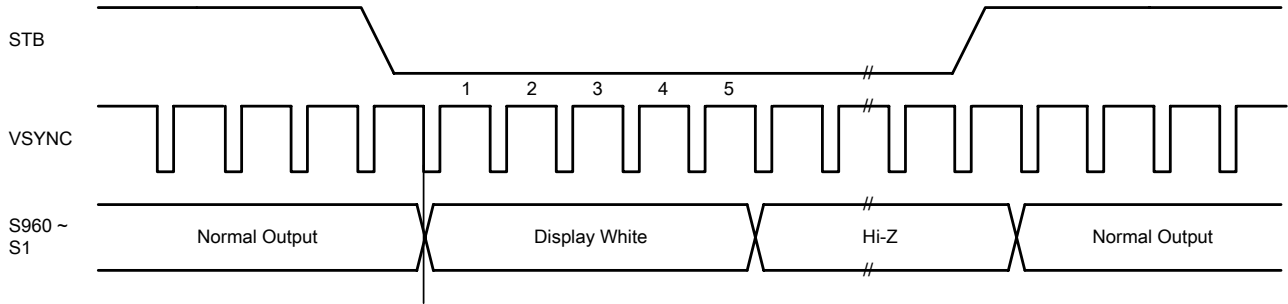 STB
1 2 3 4 5
VSYNC
S960 ~
S1
Normal Output Display White Hi-Z Normal Output